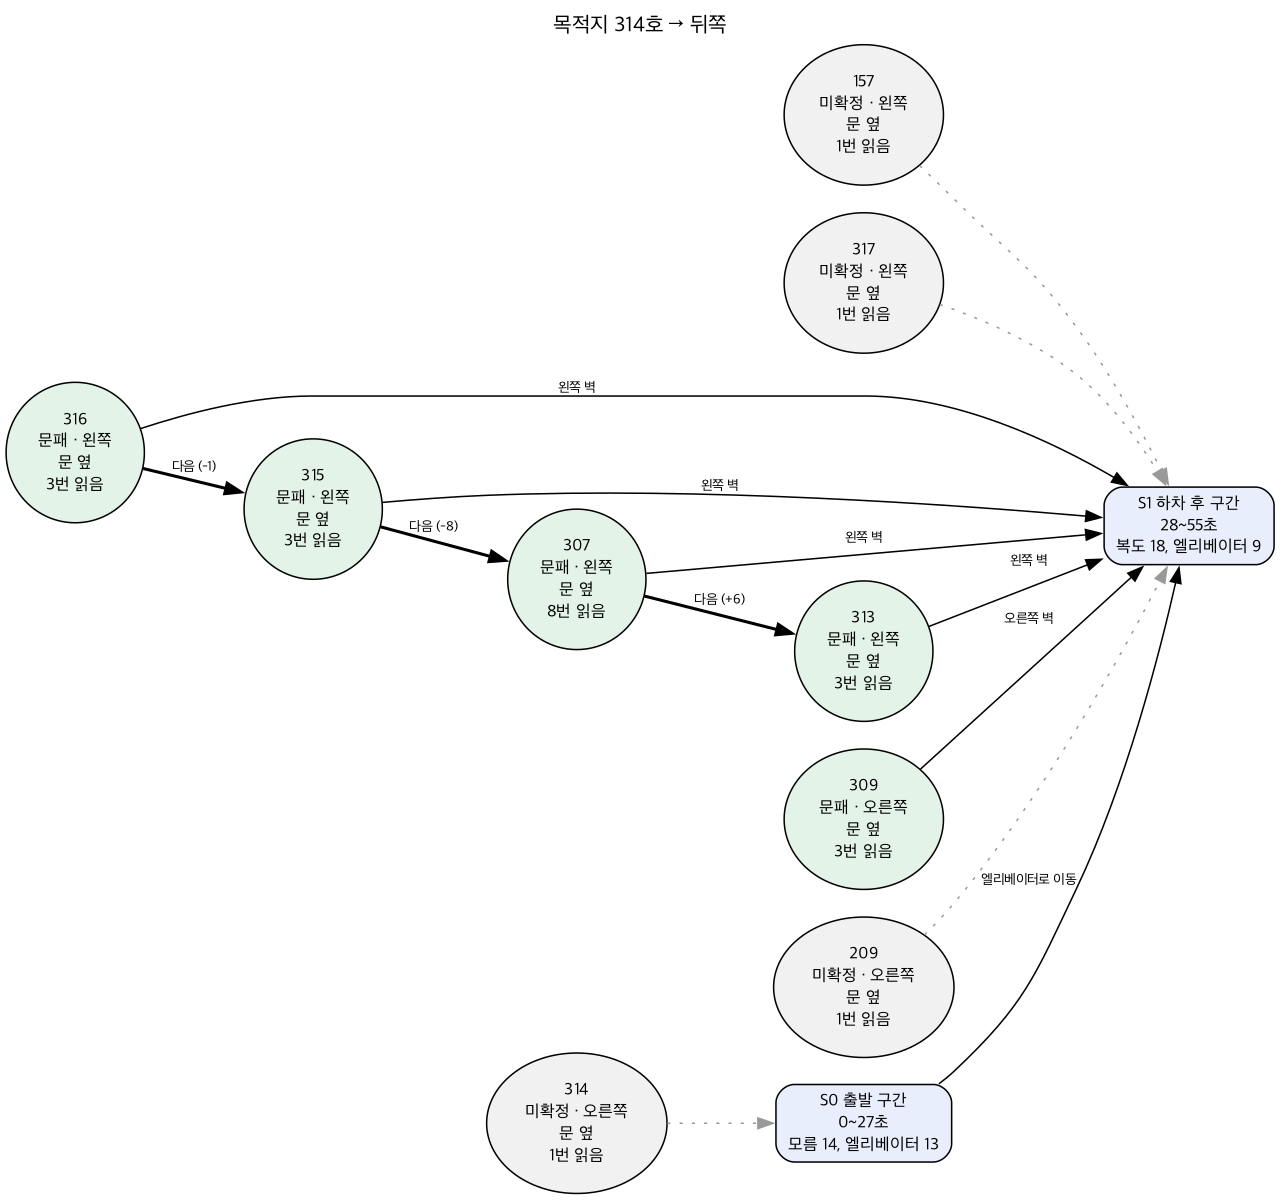 목적지 314호 → 뒤쪽
157
미확정 · 왼쪽
문 옆
1번 읽음
317
미확정 · 왼쪽
문 옆
1번 읽음
316
문패 · 왼쪽
문 옆
3번 읽음
왼쪽 벽
다음 (-1)
315
문패 · 왼쪽
문 옆
3번 읽음
왼쪽 벽
다음 (-8)
307
문패 · 왼쪽
문 옆
8번 읽음
왼쪽 벽
다음 (+6)
313
문패 · 왼쪽
문 옆
3번 읽음
왼쪽 벽
S1 하차 후 구간
28~55초
복도 18, 엘리베이터 9
오른쪽 벽
309
문패 · 오른쪽
문 옆
3번 읽음
엘리베이터로 이동
209
미확정 · 오른쪽
문 옆
1번 읽음
314
미확정 · 오른쪽
문 옆
1번 읽음
S0 출발 구간
0~27초
모름 14, 엘리베이터 13